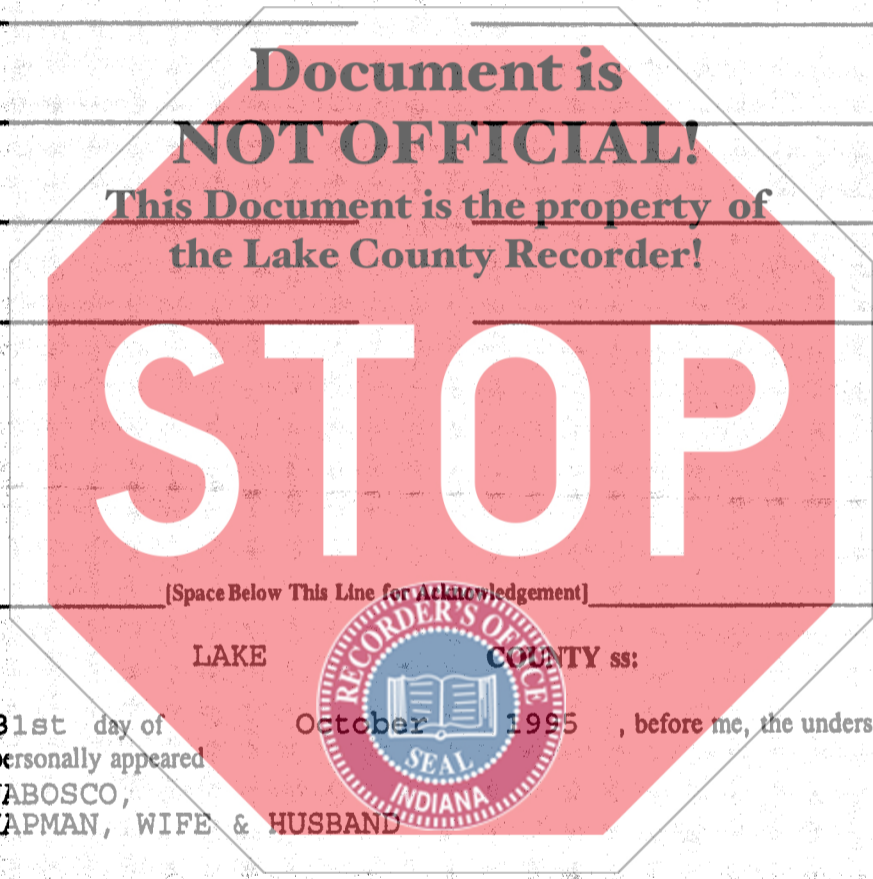 Document is
NOT OFFICIAL!
This Document is the property of
the Lake County Recorder!
STOP
[Space Below This Line for Acknowledgement]
LAKE COUNTY ss:
31st day of October 1995 , before me, the unders
ersonally appeared
ABOSCO,
APMAN, WIFE & HUSBAND
RECORDER'S OFFICE
SEAL
INDIANA